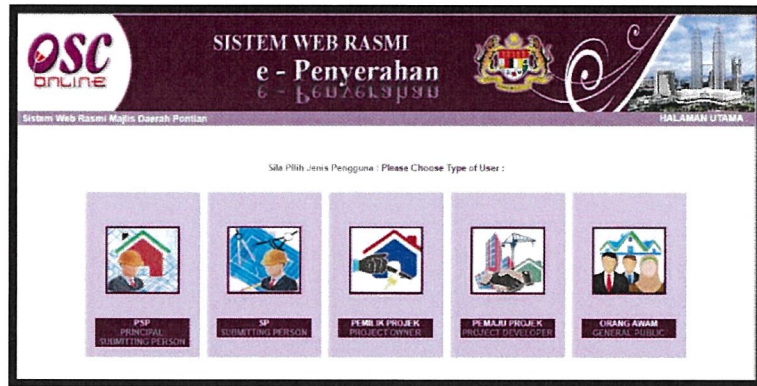 OSC
ONLINE
SISTEM WEB RASMI
e - Penyerahan
Sistem Web Rasmi Majlis Daerah Pontian
HALAMAN UTAMA
Sila Pilih Jenis Pengguna : Please Choose Type of User :
PSP
PRINCIPAL
SUBMITTING PERSON
SP
SUBMITTING PERSON
PEMILIK PROJEK
PROJECT OWNER
PEMAJU PROJEK
PROJECT DEVELOPER
ORANG AWAM
GENERAL PUBLIC